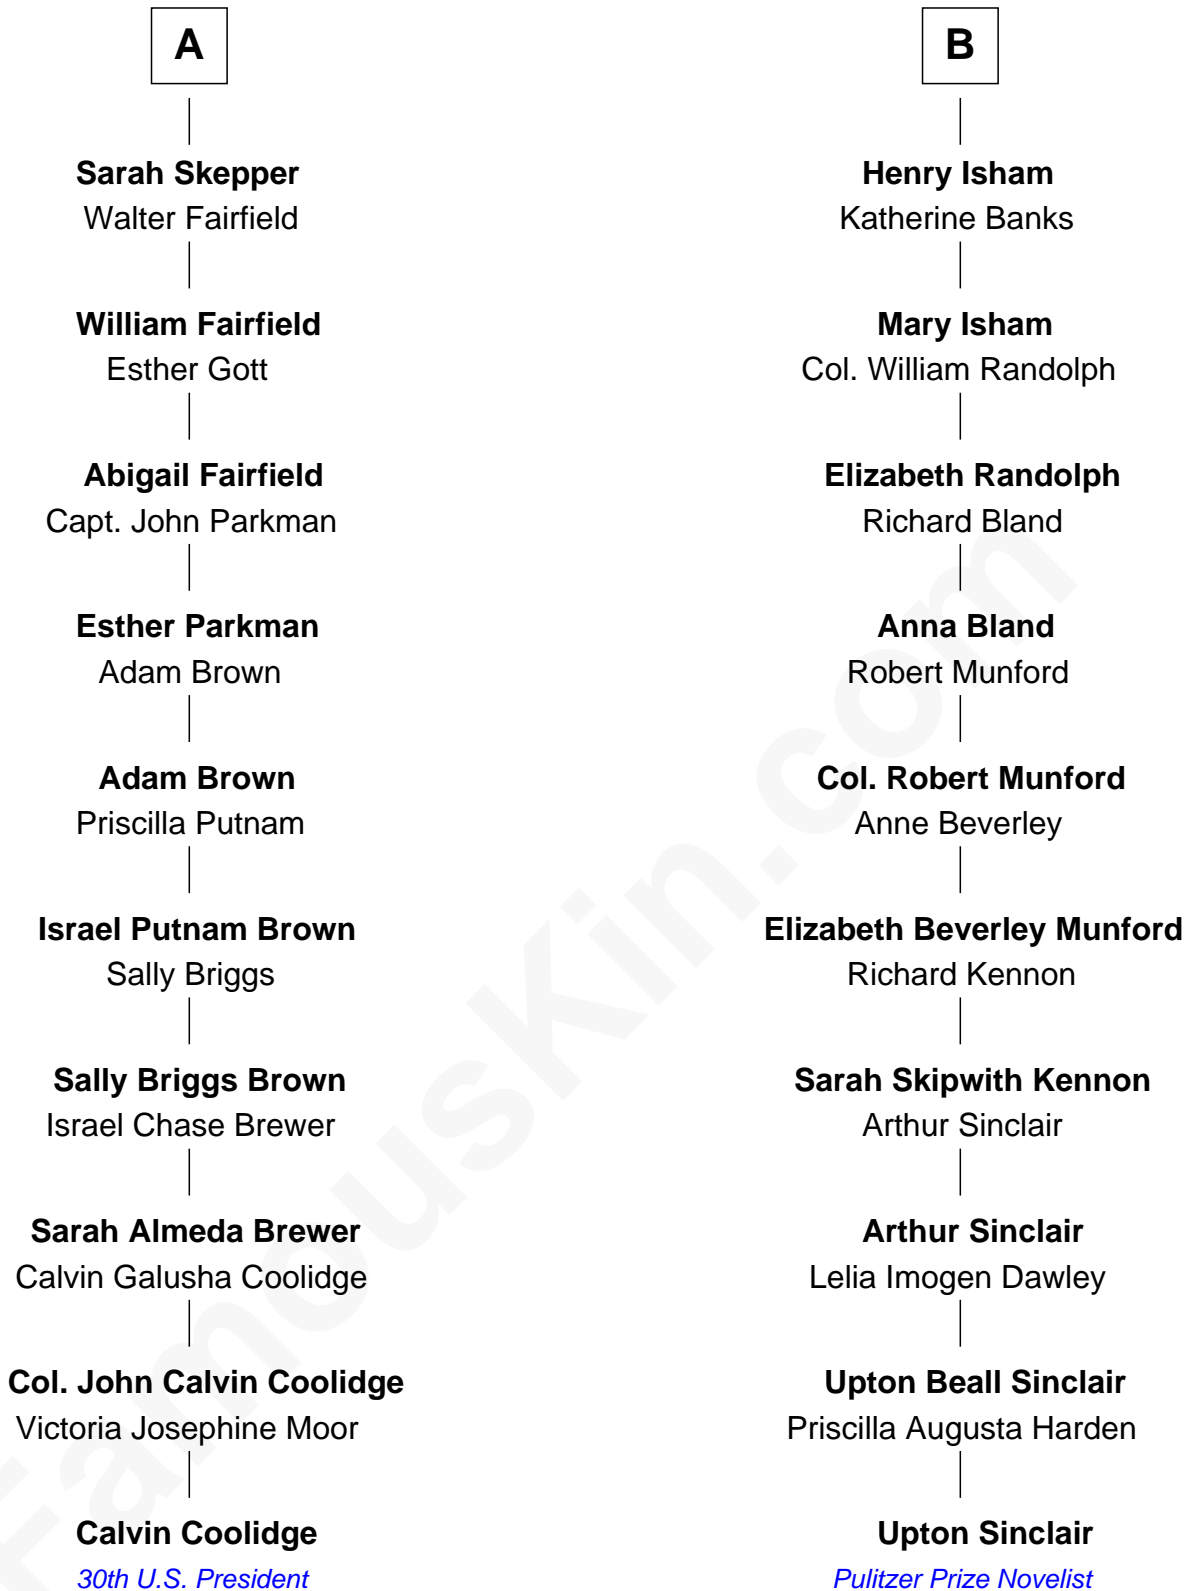 A
Sarah Skepper
Walter Fairfield
William Fairfield
Esther Gott
Abigail Fairfield
Capt. John Parkman
Esther Parkman
Adam Brown
Adam Brown
Priscilla Putnam
Israel Putnam Brown
Sally Briggs
Sally Briggs Brown
Israel Chase Brewer
Sarah Almeda Brewer
Calvin Galusha Coolidge
Col. John Calvin Coolidge
Victoria Josephine Moor
Calvin Coolidge
30th U.S. President
B
Henry Isham
Katherine Banks
Mary Isham
Col. William Randolph
Elizabeth Randolph
Richard Bland
Anna Bland
Robert Munford
Col. Robert Munford
Anne Beverley
Elizabeth Beverley Munford
Richard Kennon
Sarah Skipwith Kennon
Arthur Sinclair
Arthur Sinclair
Lelia Imogen Dawley
Upton Beall Sinclair
Priscilla Augusta Harden
Upton Sinclair
Pulitzer Prize Novelist
FamousKin.com